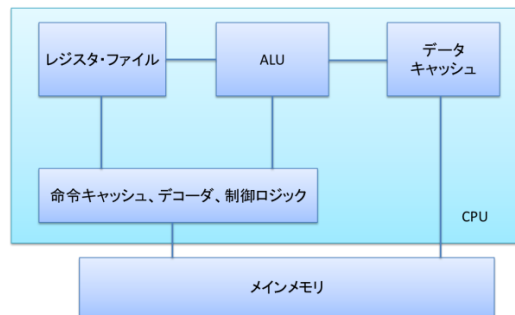 レジスタ・ファイル
ALU
データ
キャッシュ
命令キャッシュ、デコーダ、制御ロジック
CPU
メインメモリ